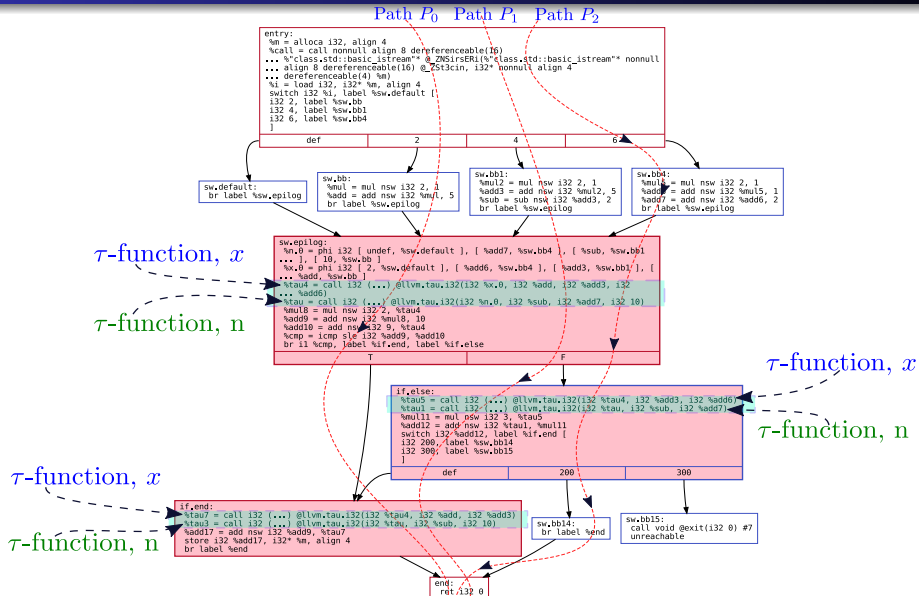 Path P0 Path P1 Path P2
entry:
%m = alloca i32, align 4
%call = call nonnull align 8 dereferenceable(16)
... %"class.std::basic_istream"* @_ZNSirsERi(%"class.std::basic_istream"* nonnull
... align 8 dereferenceable(16) @_ZSt3cin, i32* nonnull align 4
... dereferenceable(4) %m)
%i = load i32, i32* %m, align 4
switch i32 %i, label %sw.default [
i32 2, label %sw.bb
i32 4, label %sw.bb1
i32 6, label %sw.bb4
]
def 2 4 6
sw.default:
br label %sw.epilog
sw.bb:
%mul = mul nsw i32 2, 1
%add = add nsw i32 %mul, 5
br label %sw.epilog
sw.bb1:
%mul2 = mul nsw i32 2, 1
%add3 = add nsw i32 %mul2, 5
%sub = sub nsw i32 %add3, 2
br label %sw.epilog
sw.bb4:
%mul5 = mul nsw i32 2, 1
%add6 = add nsw i32 %mul5, 1
%add7 = add nsw i32 %add6, 2
br label %sw.epilog
τ-function, x
τ-function, n
sw.epilog:
%n.0 = phi i32 [ undef, %sw.default ], [ %add7, %sw.bb4 ], [ %sub, %sw.bb1
... ], [ 10, %sw.bb ]
%x.0 = phi i32 [ 2, %sw.default ], [ %add6, %sw.bb4 ], [ %add3, %sw.bb1 ], [
... %add, %sw.bb ]
%tau4 = call i32 (...) @llvm.tau.i32(i32 %x.0, i32 %add, i32 %add3, i32
... %add6)
%tau = call i32 (...) @llvm.tau.i32(i32 %n.0, i32 %sub, i32 %add7, i32 10)
%mul8 = mul nsw i32 2, %tau4
%add9 = add nsw i32 %mul8, 10
%add10 = add nsw i32 9, %tau4
%cmp = icmp sle i32 %add9, %add10
br i1 %cmp, label %if.end, label %if.else
T F
τ-function, x
τ-function, n
if.else:
%tau5 = call i32 (...) @llvm.tau.i32(i32 %tau4, i32 %add3, i32 %add6)
%tau1 = call i32 (...) @llvm.tau.i32(i32 %tau, i32 %sub, i32 %add7)
%mul11 = mul nsw i32 3, %tau5
%add12 = add nsw i32 %tau1, %mul11
switch i32 %add12, label %if.end [
i32 200, label %sw.bb14
i32 300, label %sw.bb15
]
def 200 300
τ-function, x
τ-function, n
if.end:
%tau7 = call i32 (...) @llvm.tau.i32(i32 %tau4, i32 %add, i32 %add3)
%tau3 = call i32 (...) @llvm.tau.i32(i32 %tau, i32 %sub, i32 10)
%add17 = add nsw i32 %add9, %tau7
store i32 %add17, i32* %m, align 4
br label %end
sw.bb14:
br label %end
sw.bb15:
call void @exit(i32 0) #7
unreachable
end:
ret i32 0